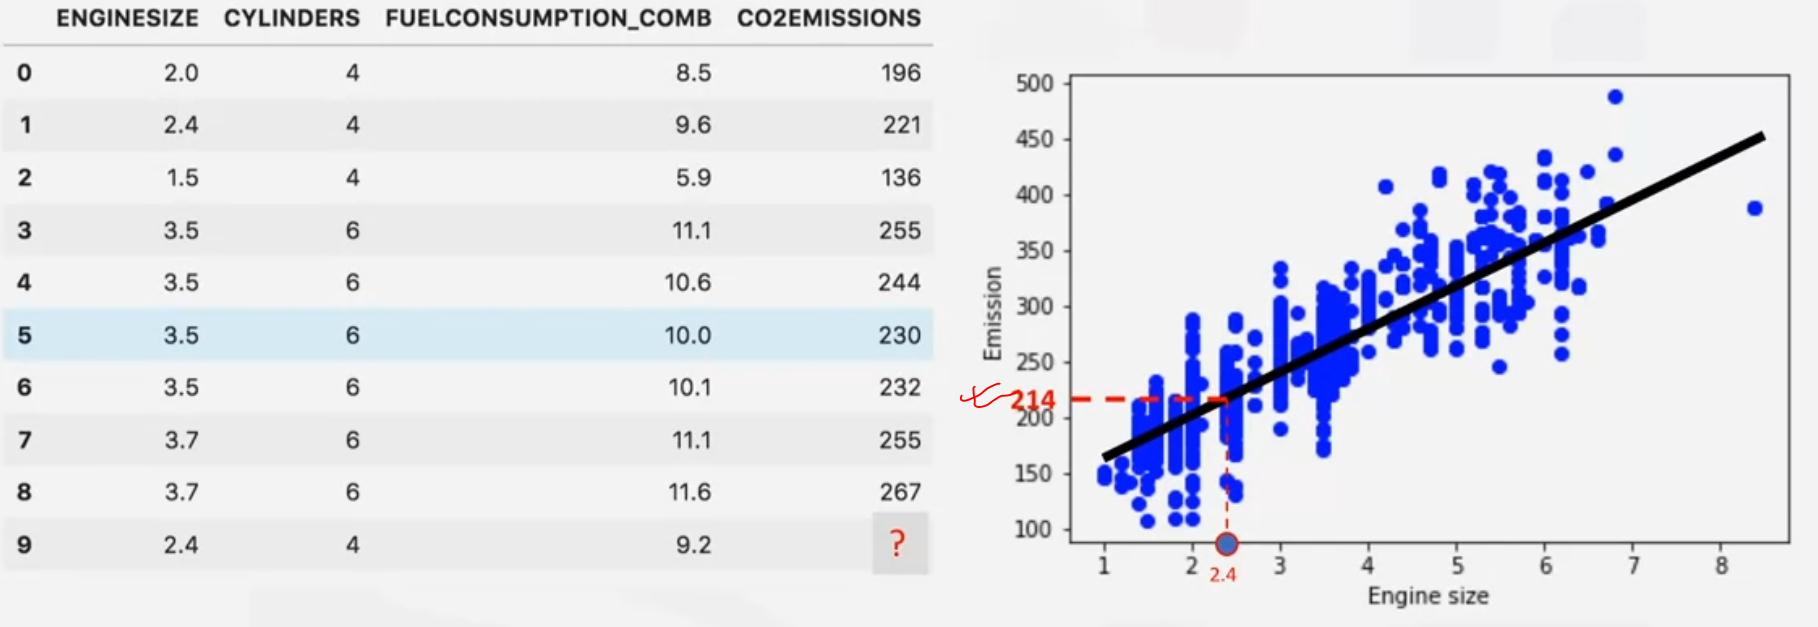 ENGINESIZE CYLINDERS FUELCONSUMPTION_COMB CO2EMISSIONS
0 2.0 4 8.5 196
1 2.4 4 9.6 221
2 1.5 4 5.9 136
3 3.5 6 11.1 255
4 3.5 6 10.6 244
5 3.5 6 10.0 230
6 3.5 6 10.1 232
7 3.7 6 11.1 255
8 3.7 6 11.6 267
9 2.4 4 9.2 ?
500
450
400
350
300
250
214
200
150
100
Emission
1 2 3 4 5 6 7 8
2.4
Engine size